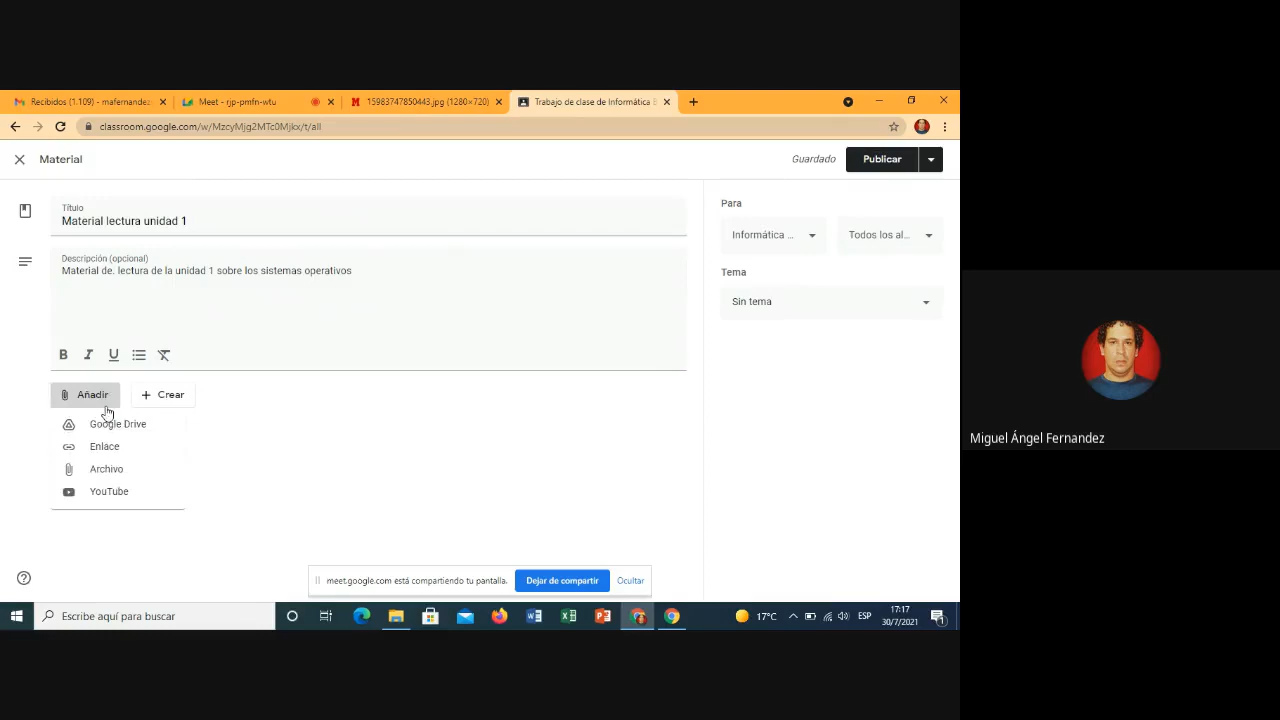 Recibidos (1.109) - mafernandez
Meet - rjp-pmfn-wtu
15983747850443.jpg (1280×720)
Trabajo de clase de Informática
classroom.google.com/w/MzcyMjg2MTc0Mjkx/t/all
Material
Guardado
Publicar
Título
Material lectura unidad 1
Descripción (opcional)
Material de. lectura de la unidad 1 sobre los sistemas operativos
Para
Informática ...
Todos los al...
Tema
Sin tema
Añadir
Crear
Google Drive
Enlace
Archivo
YouTube
Miguel Ángel Fernandez
meet.google.com está compartiendo tu pantalla.
Dejar de compartir
Ocultar
Escribe aquí para buscar
17°C
ESP
17:17
30/7/2021
1